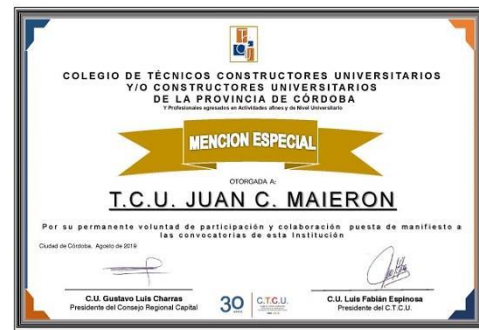 COLEGIO DE TÉCNICOS CONSTRUCTORES UNIVERSITARIOS
Y/O CONSTRUCTORES UNIVERSITARIOS
DE LA PROVINCIA DE CÓRDOBA
Y Profesionales egresados en Actividades afines y de Nivel Universitario
MENCION ESPECIAL
OTORGADA A:
T.C.U. JUAN C. MAIERON
Por su permanente voluntad de participación y colaboración puesta de manifiesto a
las convocatorias de esta Institución
Ciudad de Córdoba, Agosto de 2019
C.U. Gustavo Luis Charras
Presidente del Consejo Regional Capital
30
C.T.C.U.
C.U. Luis Fabián Espinosa
Presidente del C.T.C.U.